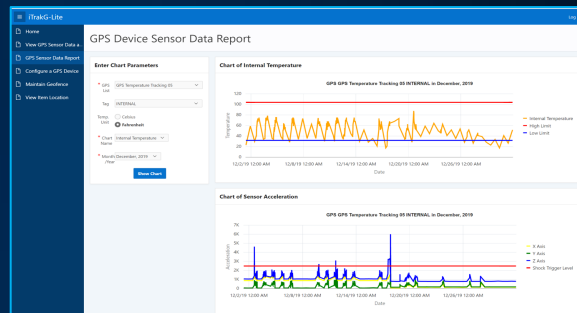 iTrakG-Lite
Log
Home
View GPS Sensor Data a..
GPS Sensor Data Report
Configure a GPS Device
Maintain Geofence
View Item Location
GPS Device Sensor Data Report
Enter Chart Parameters
* GPS List
GPS Temperature Tracking 05
Tag
INTERNAL
Temp Unit
Celsius
Fahrenheit
* Chart Name
Internal Temperature
* Month /Year
December, 2019
Show Chart
Chart of Internal Temperature
GPS GPS Temperature Tracking 05 INTERNAL in December, 2019
Temperature
120
100
80
60
40
20
0
12/2/19 12:00 AM
12/8/19 12:00 AM
12/14/19 12:00 AM
12/20/19 12:00 AM
12/26/19 12:00 AM
Date
Internal Temperature
High Limit
Low Limit
Chart of Sensor Acceleration
GPS GPS Temperature Tracking 05 INTERNAL in December, 2019
Acceleration
7K
6K
5K
4K
3K
2K
1K
0
12/2/19 12:00 AM
12/8/19 12:00 AM
12/14/19 12:00 AM
12/20/19 12:00 AM
12/26/19 12:00 AM
Date
X Axis
Y Axis
Z Axis
Shock Trigger Level